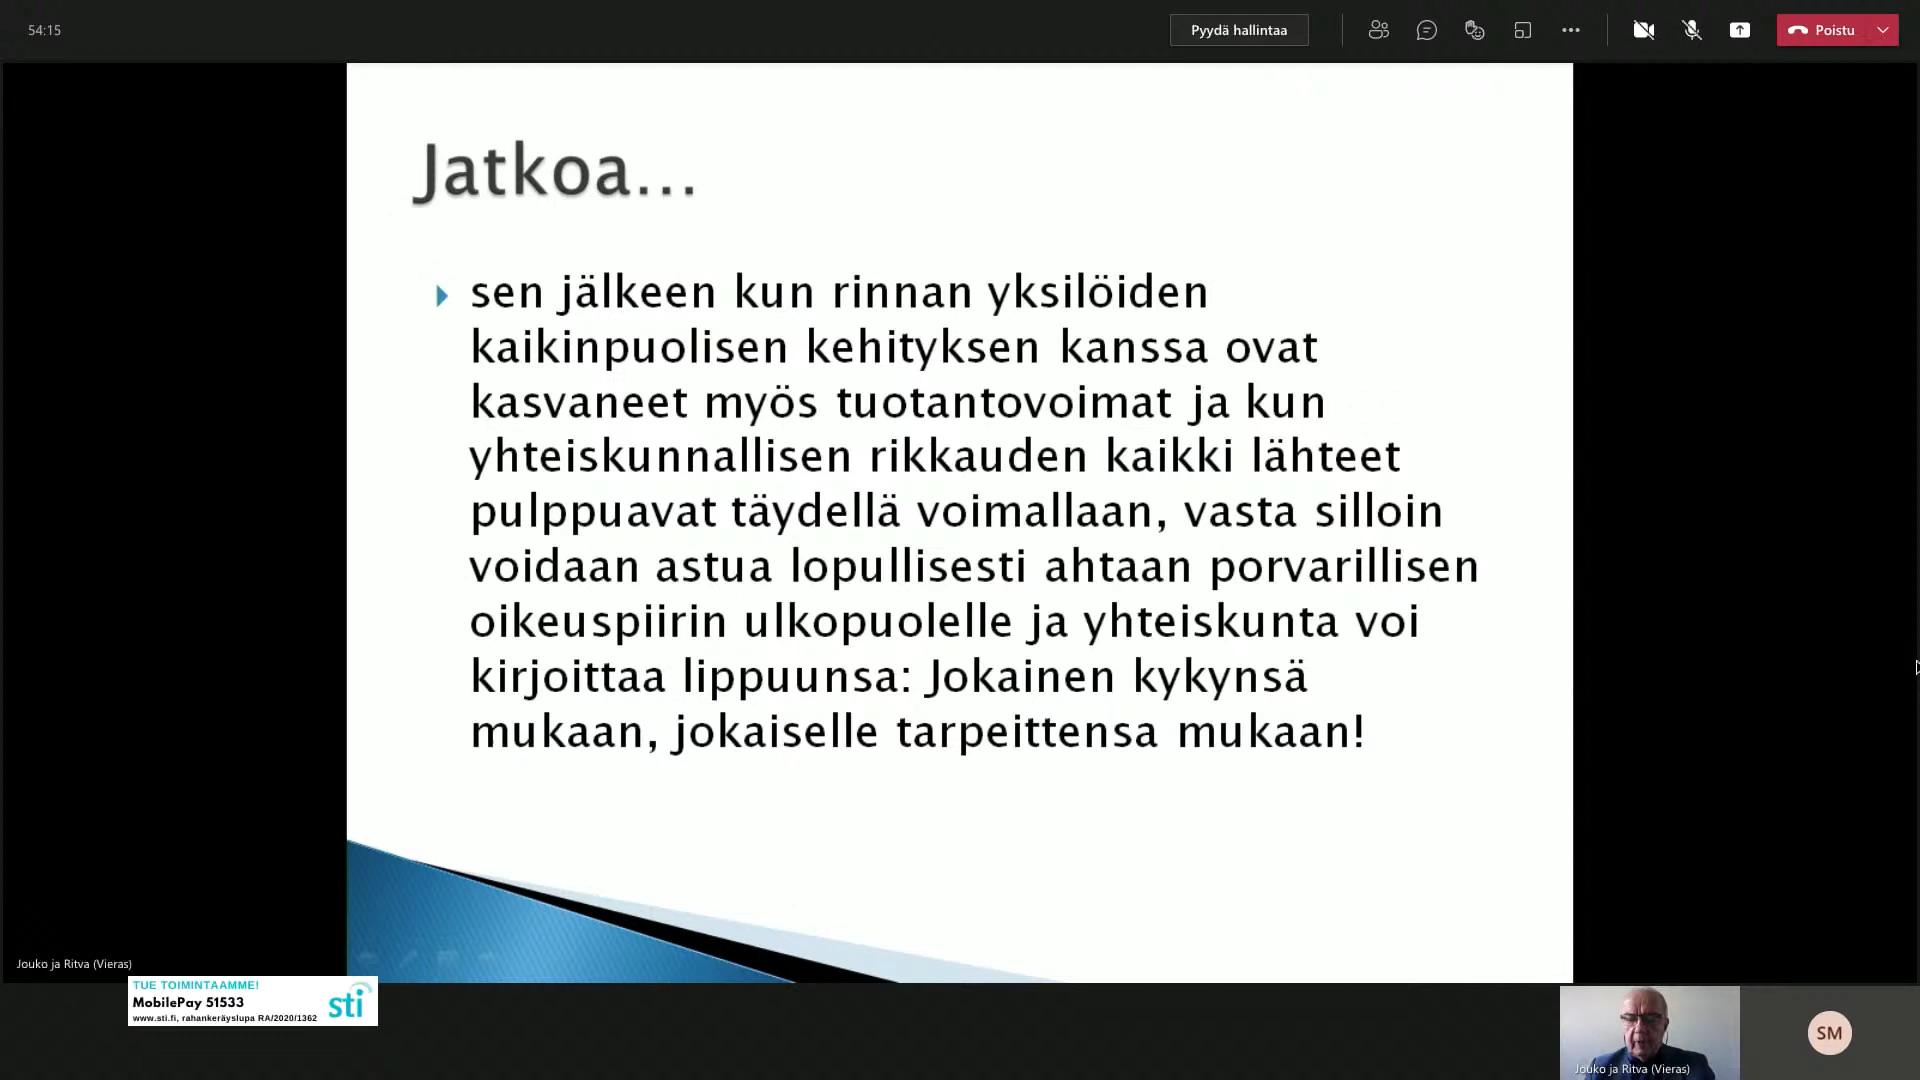 54:15
Pyydä hallintaa
Poistu
Jatkoa...
sen jälkeen kun rinnan yksilöiden
kaikinpuolisen kehityksen kanssa ovat
kasvaneet myös tuotantovoimat ja kun
yhteiskunnallisen rikkauden kaikki lähteet
pulppuavat täydellä voimallaan, vasta silloin
voidaan astua lopullisesti ahtaan porvarillisen
oikeuspiirin ulkopuolelle ja yhteiskunta voi
kirjoittaa lippuunsa: Jokainen kykynsä
mukaan, jokaiselle tarpeittensa mukaan!
Jouko ja Ritva (Vieras)
TUE TOIMINTAAMME!
MobilePay 51533
www.sti.fi, rahankeräyslupa RA/2020/1362
sti
Jouko ja Ritva (Vieras)
SM